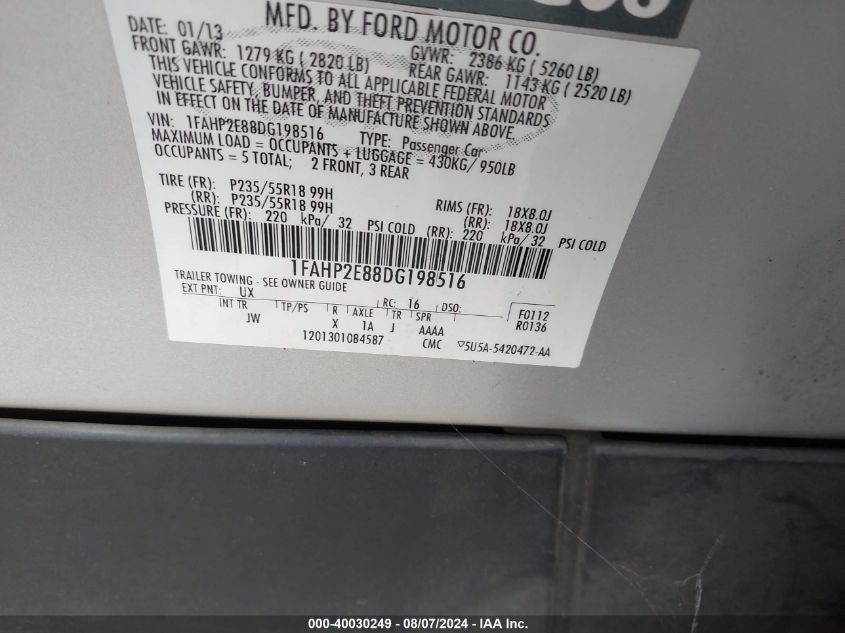 MFD. BY FORD MOTOR CO.
DATE: 01/13
GVWR: 2386 KG ( 5260 LB)
FRONT GAWR: 1279 KG ( 2820 LB)
REAR GAWR: 1143 KG ( 2520 LB)
THIS VEHICLE CONFORMS TO ALL APPLICABLE FEDERAL MOTOR
VEHICLE SAFETY, BUMPER, AND THEFT PREVENTION STANDARDS
IN EFFECT ON THE DATE OF MANUFACTURE SHOWN ABOVE.
VIN: 1FAHP2E88DG198516 TYPE: Passenger Car
MAXIMUM LOAD = OCCUPANTS + LUGGAGE = 430KG/ 950LB
OCCUPANTS = 5 TOTAL; 2 FRONT, 3 REAR
TIRE (FR): P235/55R18 99H RIMS (FR): 18X8.0J
(RR): P235/55R18 99H (RR): 18X8.0J
PRESSURE (FR): 220 kPa/ 32 PSI COLD (RR): 220 kPa/ 32 PSI COLD
1FAHP2E88DG198516
TRAILER TOWING - SEE OWNER GUIDE
EXT PNT: UX RC: 16 DSO: F0112
INT TR TP/PS R AXLE TR SPR R0136
JW X 1A J AAAA
1201301084587 CMC ▽5U5A-5420472-AA
000-40030249 - 08/07/2024 - IAA Inc.